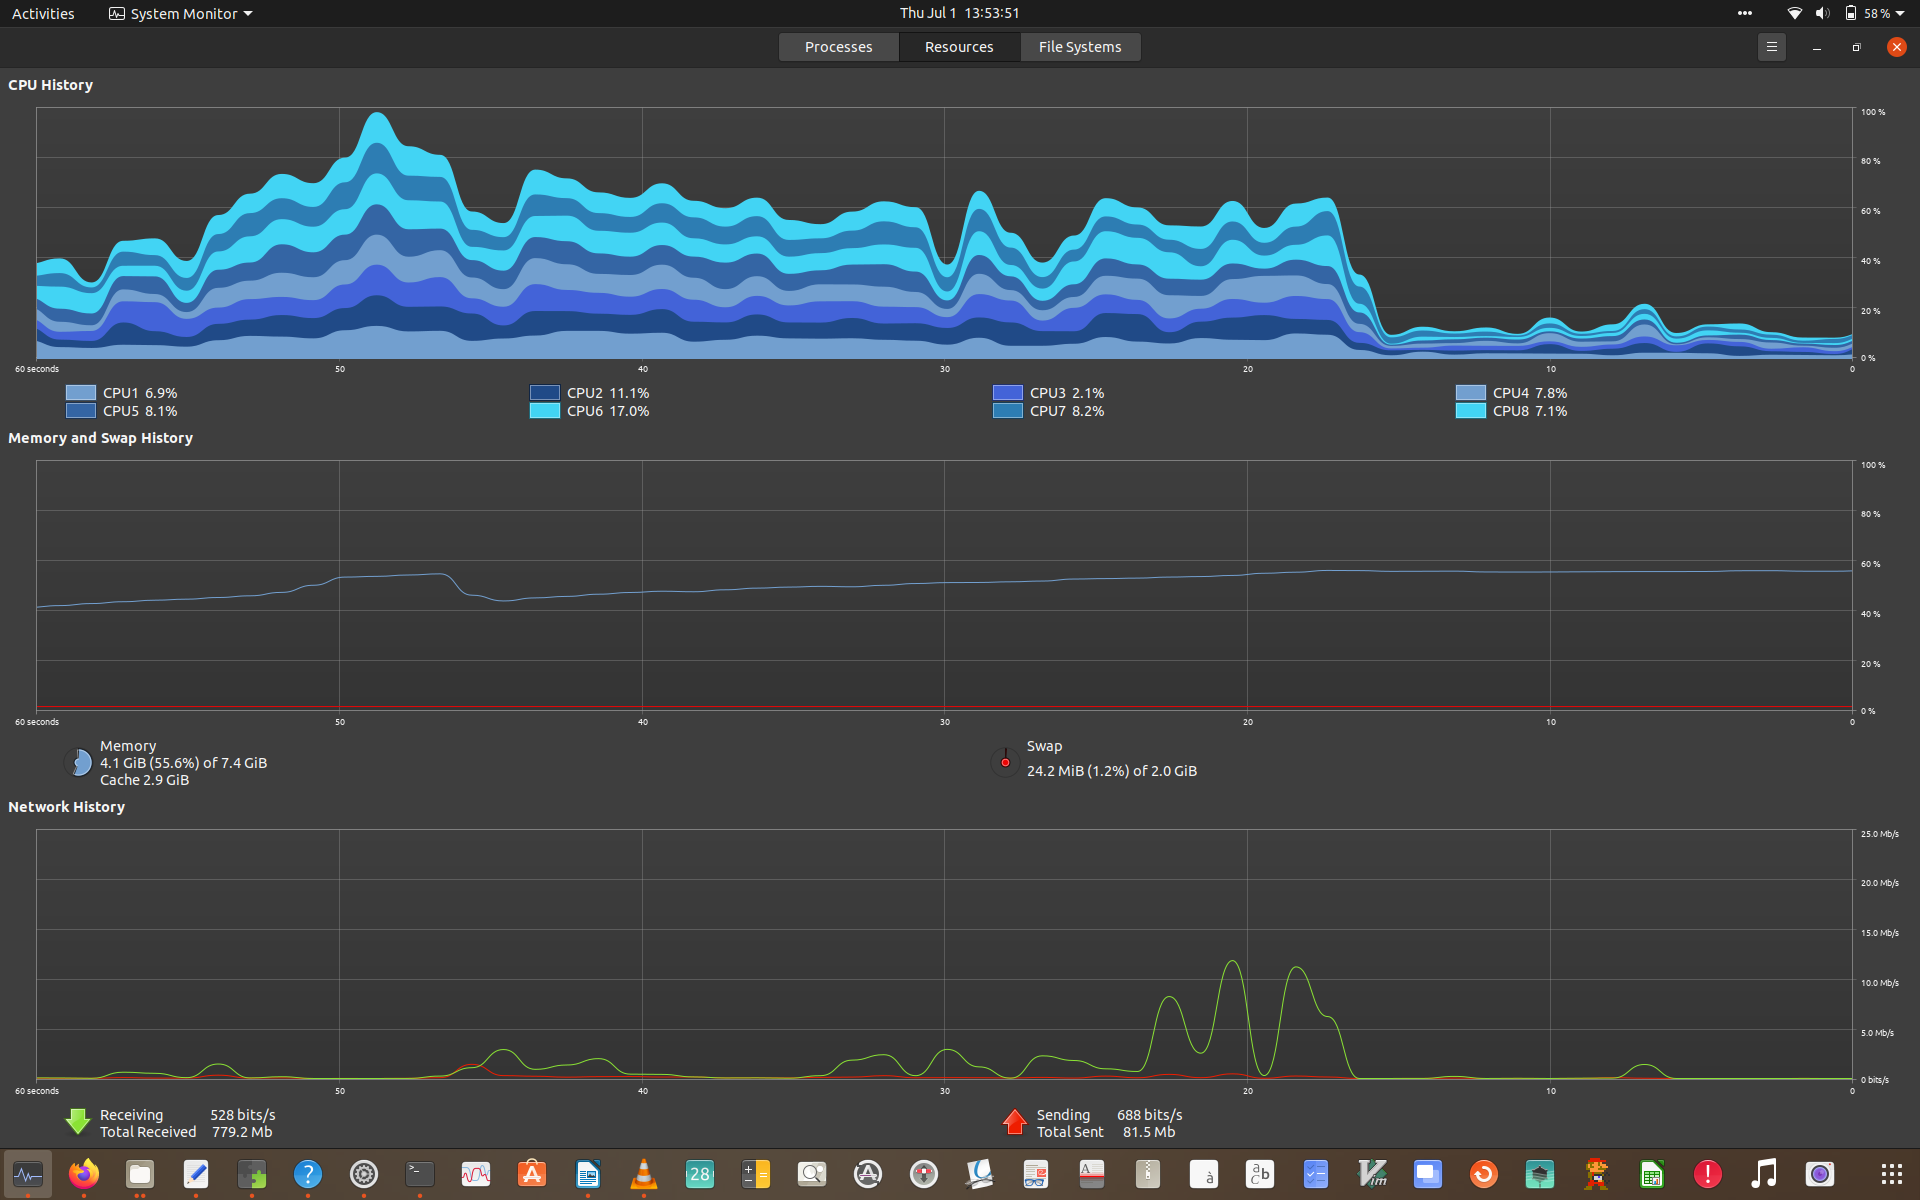 Activities System Monitor Thu Jul 1 13:53:51 58 %
Processes Resources File Systems
CPU History
100 %
80 %
60 %
40 %
20 %
0 %
60 seconds 50 40 30 20 10 0
CPU1 6.9% CPU2 11.1% CPU3 2.1% CPU4 7.8%
CPU5 8.1% CPU6 17.0% CPU7 8.2% CPU8 7.1%
Memory and Swap History
100 %
80 %
60 %
40 %
20 %
0 %
60 seconds 50 40 30 20 10 0
Memory
4.1 GiB (55.6%) of 7.4 GiB
Cache 2.9 GiB
Swap
24.2 MiB (1.2%) of 2.0 GiB
Network History
25.0 Mb/s
20.0 Mb/s
15.0 Mb/s
10.0 Mb/s
5.0 Mb/s
0 bits/s
60 seconds 50 40 30 20 10 0
Receiving 528 bits/s
Total Received 779.2 Mb
Sending 688 bits/s
Total Sent 81.5 Mb
28
A
à
a b c
Vim